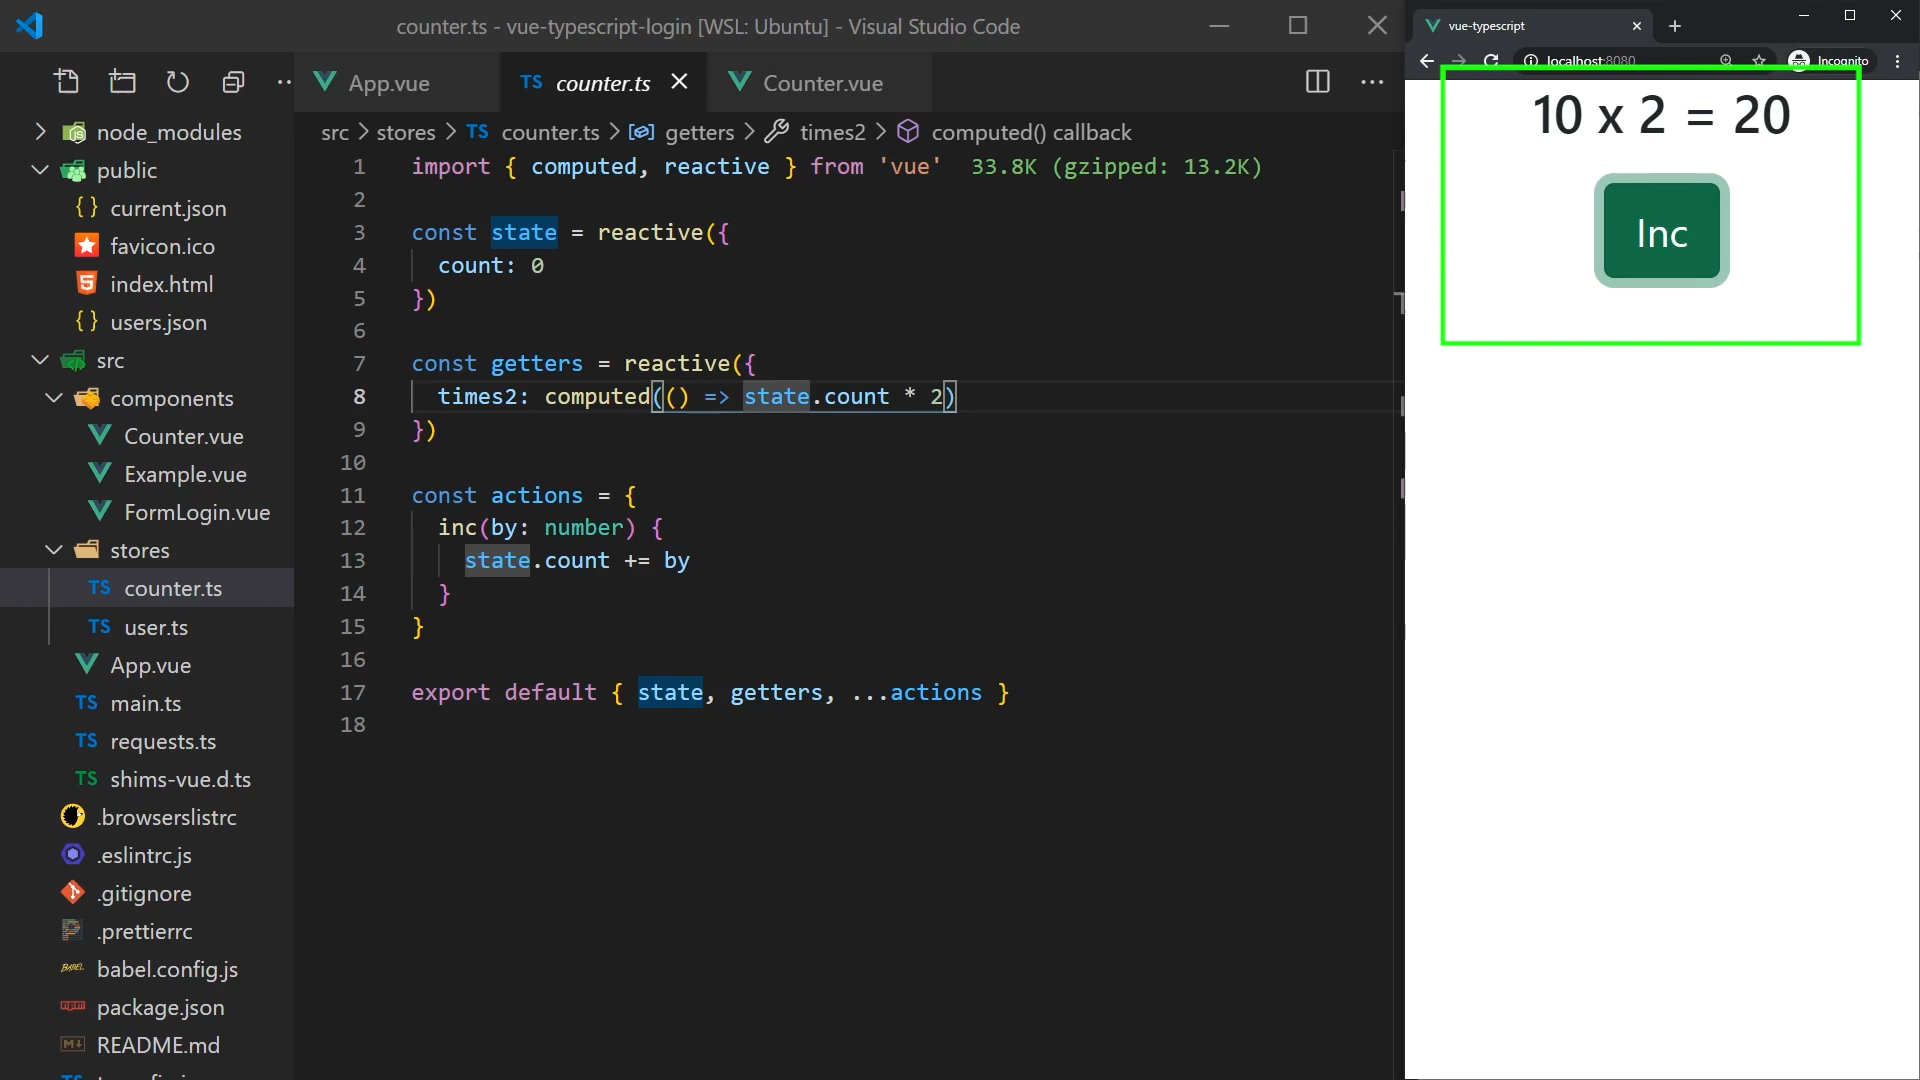 counter.ts - vue-typescript-login [WSL: Ubuntu] - Visual Studio Code
App.vue
TS counter.ts
Counter.vue
src > stores > TS counter.ts > getters > times2 > computed() callback
node_modules
public
{ } current.json
favicon.ico
5 index.html
{ } users.json
src
components
Counter.vue
Example.vue
FormLogin.vue
stores
TS counter.ts
TS user.ts
App.vue
TS main.ts
TS requests.ts
TS shims-vue.d.ts
.browserslistrc
.eslintrc.js
.gitignore
.prettierrc
BABEL babel.config.js
package.json
M README.md
1 import { computed, reactive } from 'vue' 33.8K (gzipped: 13.2K)
2
3 const state = reactive({
4 count: 0
5 })
6
7 const getters = reactive({
8 times2: computed(() => state.count * 2)
9 })
10
11 const actions = {
12 inc(by: number) {
13 state.count += by
14 }
15 }
16
17 export default { state, getters, ...actions }
18
vue-typescript
localhost:8080
Incognito
10 x 2 = 20
Inc